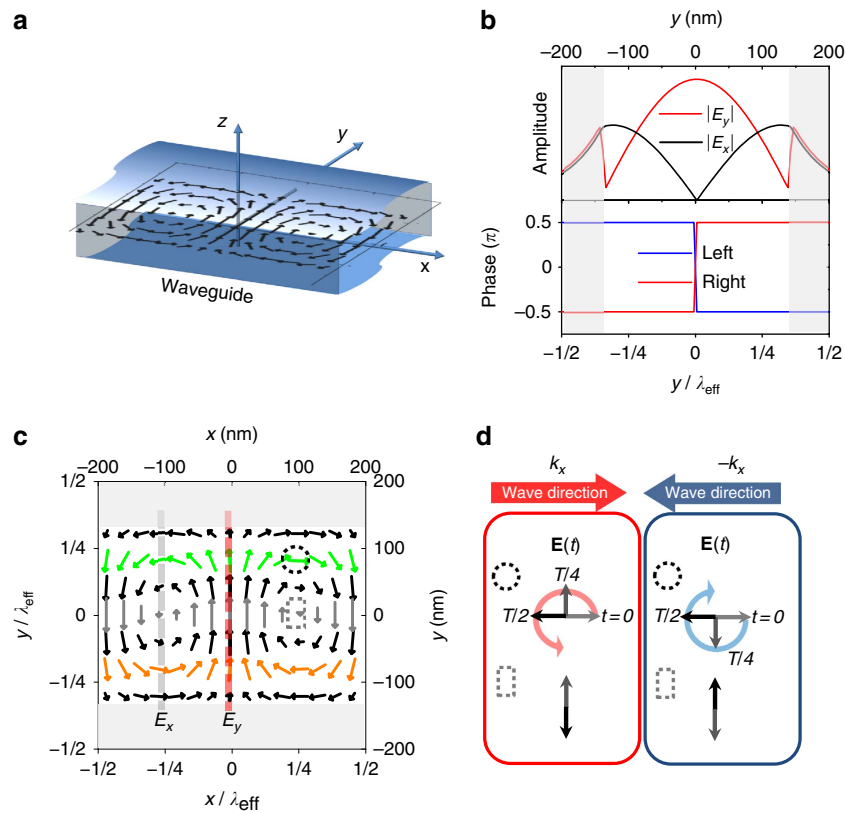 a
z
y
x
Waveguide
b
y (nm)
−200 −100 0 100 200
Amplitude
|E_y|
|E_x|
Phase (π)
0.5
0
−0.5
Left
Right
−1/2 −1/4 0 1/4 1/2
y / λ_eff
c
x (nm)
−200 −100 0 100 200
1/2
1/4
0
−1/4
−1/2
y / λ_eff
200
100
0
−100
−200
y (nm)
E_x
E_y
−1/2 −1/4 0 1/4 1/2
x / λ_eff
d
k_x
Wave direction
E(t)
T/4
T/2
t=0
−k_x
Wave direction
E(t)
T/2
t=0
T/4